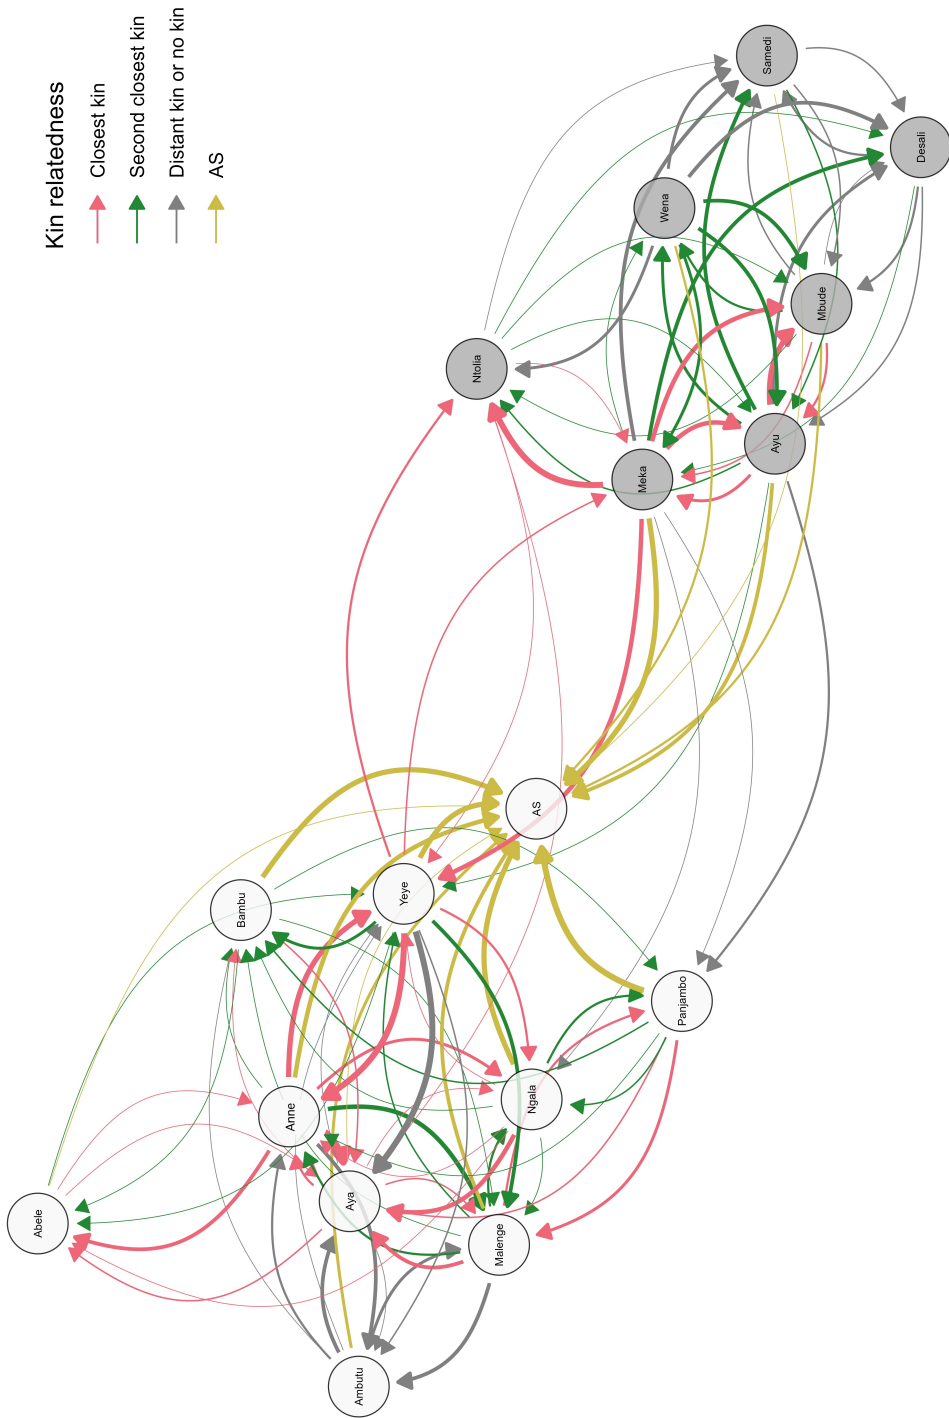 Kin relatedness
Closest kin
Second closest kin
Distant kin or no kin
AS
Abele
Ambutu
Anne
Aya
Malenge
Bambu
Yeye
Ngala
Panjambo
AS
Ntolia
Meka
Wena
Ayu
Mbude
Samedi
Desali